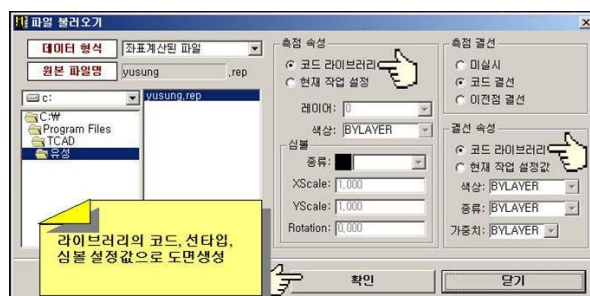 파일 불러오기
데이터 형식
좌표계산된 파일
원본 파일명
yusung
.rep
c:
C:\
Program Files
TCAD
유성
yusung.rep
라이브러리의 코드, 선타입,
심볼 설정값으로 도면생성
측점 속성
코드 라이브러리
현재 작업 설정
레이어: 0
색상: BYLAYER
심볼
종류:
XScale: 1,000
YScale: 1,000
Rotation: 0,000
측점 결선
미실시
코드 결선
이전점 결선
결선 속성
코드 라이브러리
현재 작업 설정값
색상: BYLAYER
종류: BYLAYER
가중치: BYLAYER
확인
닫기